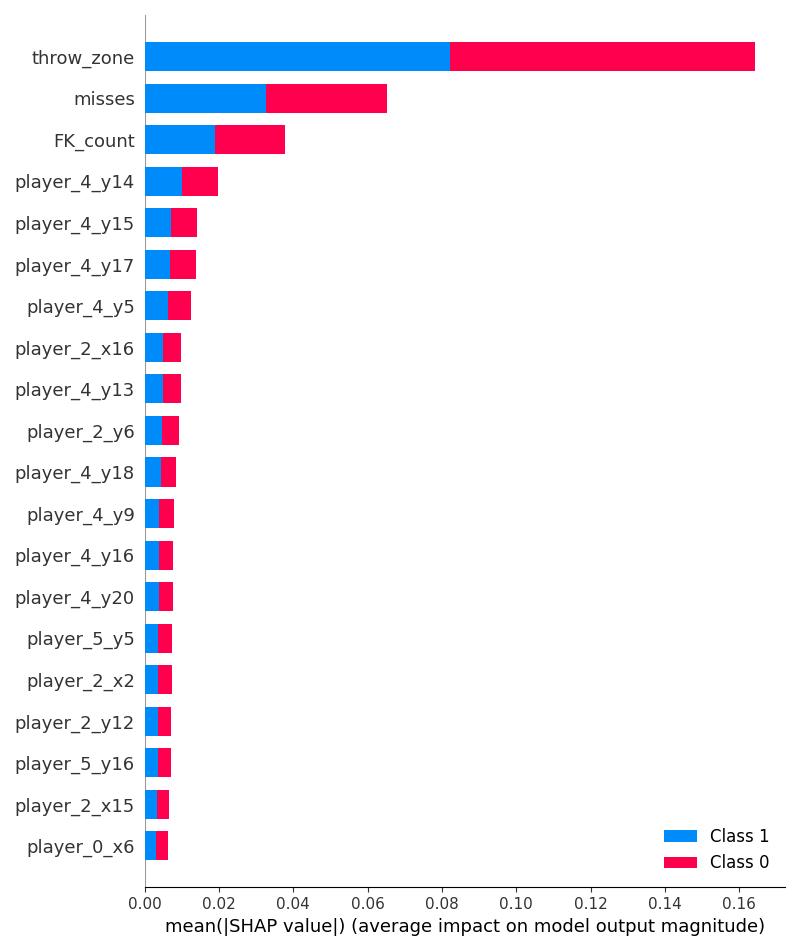 throw_zone
misses
FK_count
player_4_y14
player_4_y15
player_4_y17
player_4_y5
player_2_x16
player_4_y13
player_2_y6
player_4_y18
player_4_y9
player_4_y16
player_4_y20
player_5_y5
player_2_x2
player_2_y12
player_5_y16
player_2_x15
player_0_x6
Class 1
Class 0
0.00 0.02 0.04 0.06 0.08 0.10 0.12 0.14 0.16
mean(|SHAP value|) (average impact on model output magnitude)